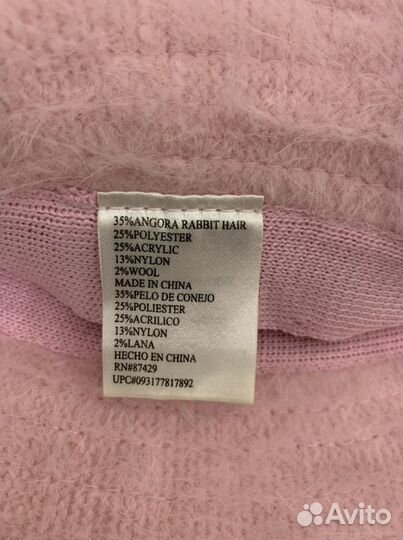 35%ANGORA RABBIT HAIR
25%POLYESTER
25%ACRYLIC
13%NYLON
2%WOOL
MADE IN CHINA
35%PELO DE CONEJO
25%POLIESTER
25%ACRILICO
13%NYLON
2%LANA
HECHO EN CHINA
RN#87429
UPC#093177817892
Avito